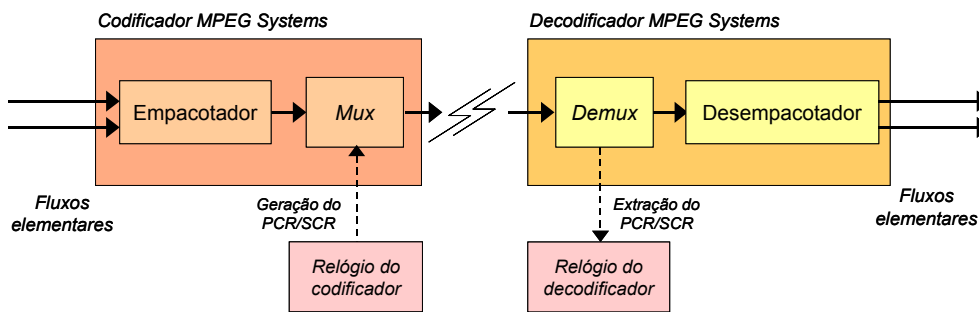 Codificador MPEG Systems
Decodificador MPEG Systems
Empacotador
Mux
Demux
Desempacotador
Fluxos
elementares
Geração do
PCR/SCR
Extração do
PCR/SCR
Fluxos
elementares
Relógio do
codificador
Relógio do
decodificador